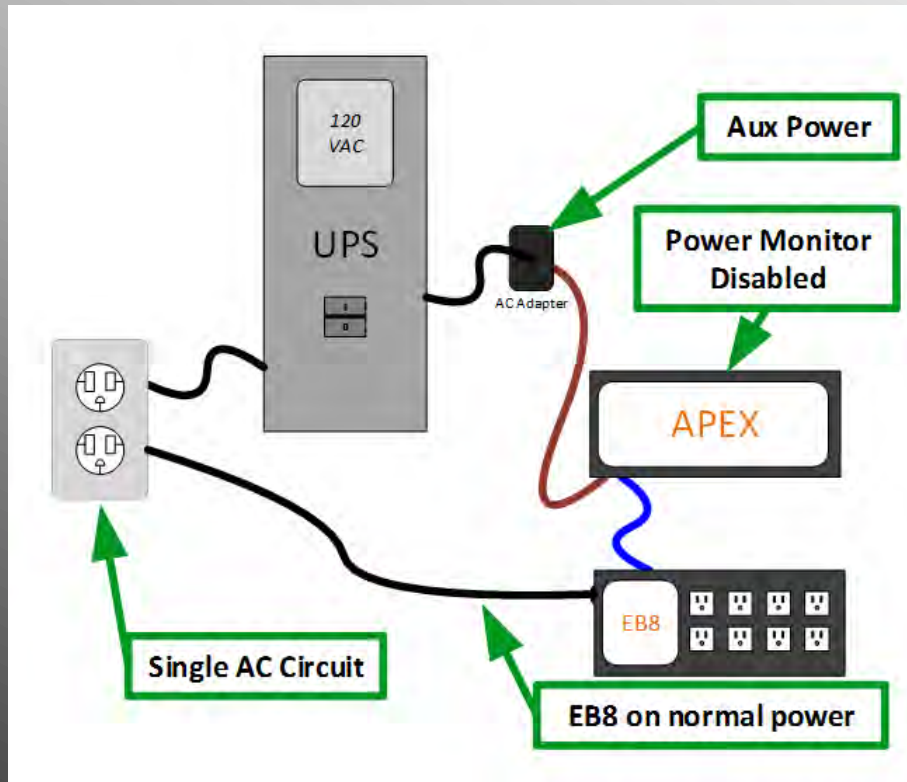 120
VAC
UPS
I
0
Aux Power
AC Adapter
Power Monitor
Disabled
APEX
EB8
Single AC Circuit
EB8 on normal power